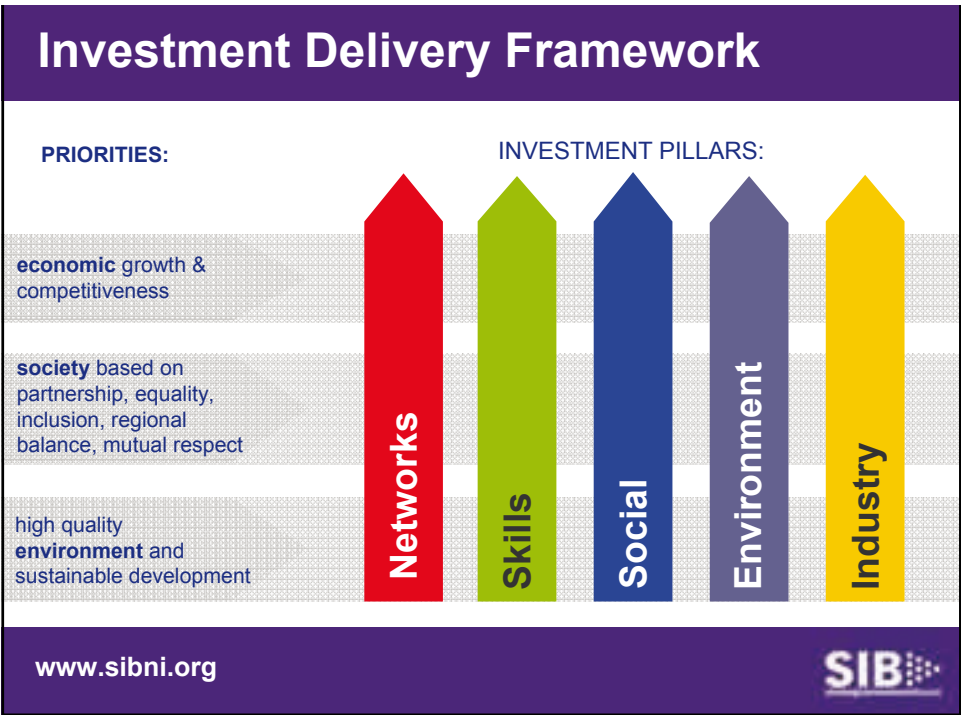 Investment Delivery Framework
PRIORITIES:
INVESTMENT PILLARS:
economic growth &
competitiveness
society based on
partnership, equality,
inclusion, regional
balance, mutual respect
high quality
environment and
sustainable development
Networks
Skills
Social
Environment
Industry
www.sibni.org
SIB